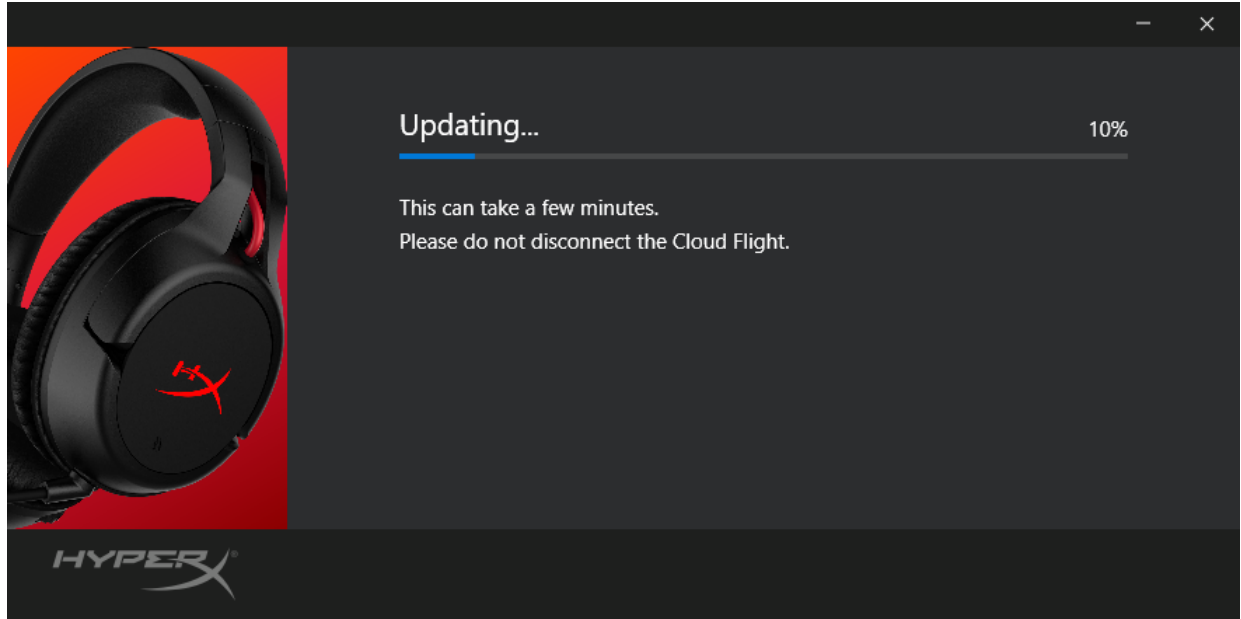 Updating...
10%
This can take a few minutes.
Please do not disconnect the Cloud Flight.
HYPERX®